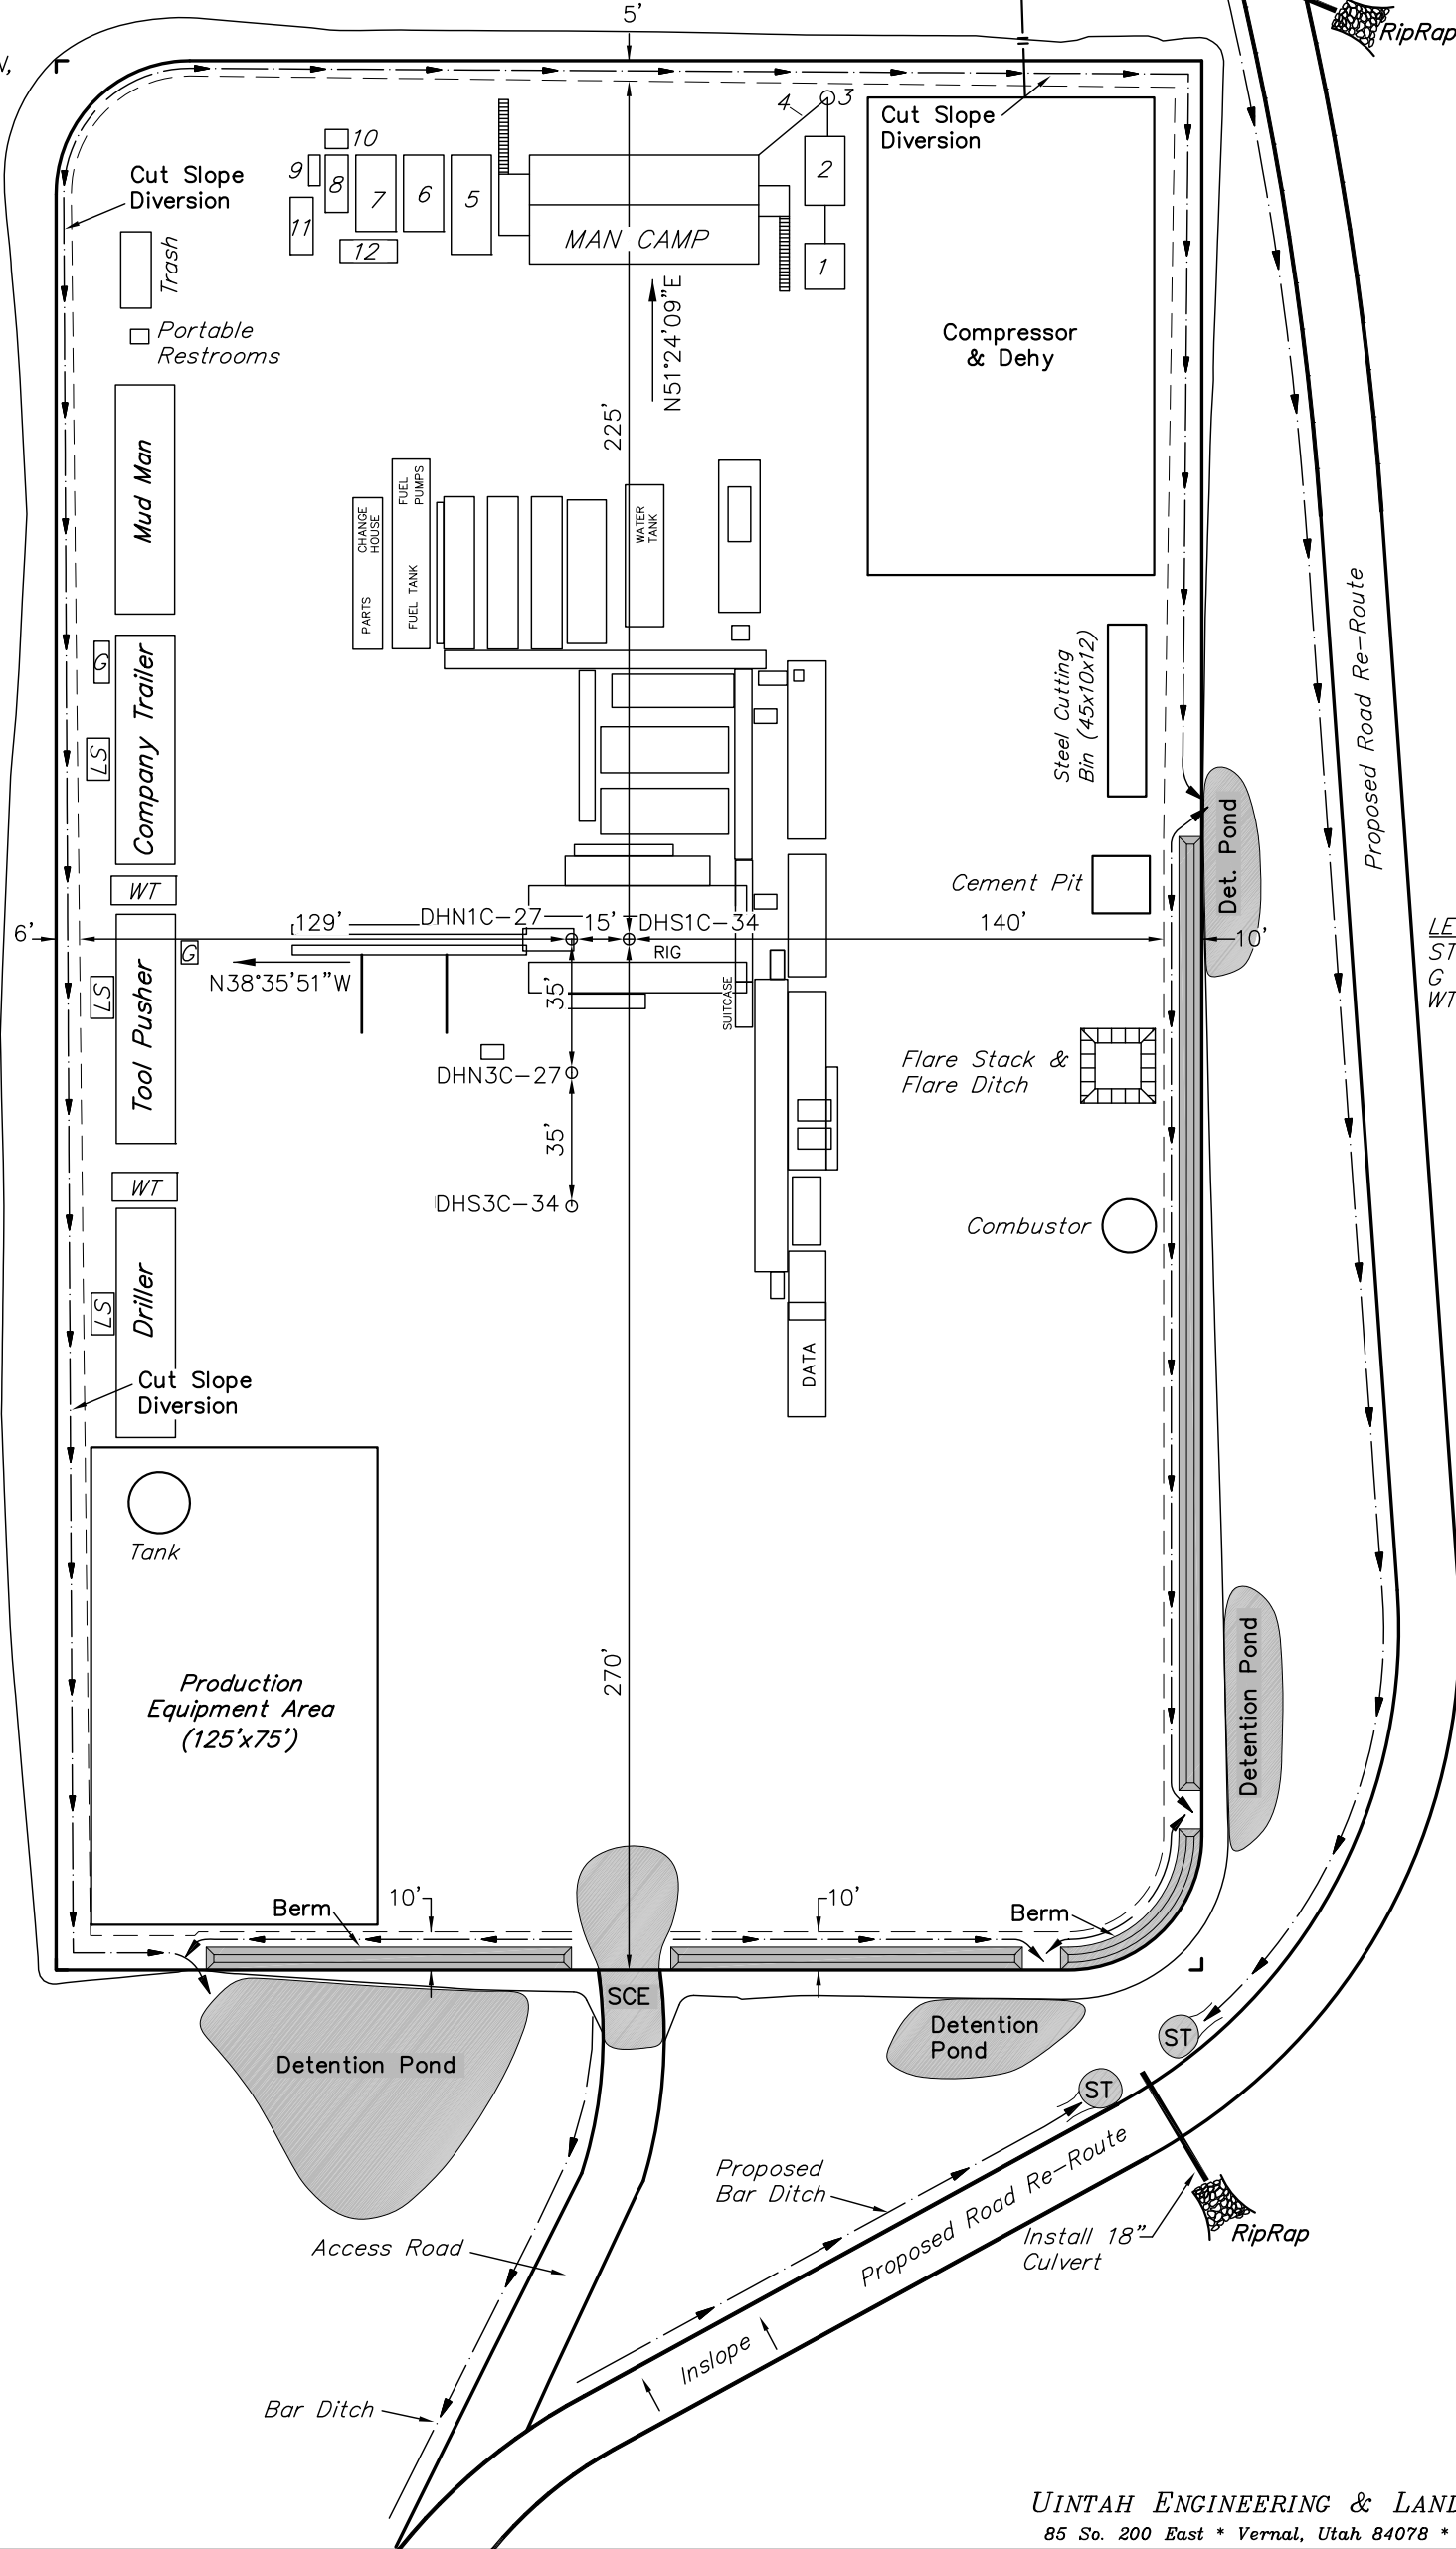 5'
RipRap
Cut Slope
Diversion
4
3
10
9
8
7
6
5
2
11
12
MAN CAMP
1
Cut Slope
Diversion
Trash
Portable
Restrooms
N51°24'09"E
Compressor
& Dehy
225'
Mud Man
CHANGE
HOUSE
PARTS
FUEL
PUMPS
FUEL TANK
WATER
TANK
Proposed Road Re-Route
G
Company Trailer
LS
Steel Cutting
Bin (45x10x12)
Det. Pond
WT
Cement Pit
6'
129'
DHN1C-27
15'
DHS1C-34
140'
10'
RIG
G
N38°35'51"W
LS
Tool Pusher
35'
SUITCASE
ST
G
WT
DHN3C-27
Flare Stack &
Flare Ditch
35'
WT
DHS3C-34
Combustor
LS
Driller
DATA
Cut Slope
Diversion
Tank
270'
Detention Pond
Production
Equipment Area
(125'x75')
Berm
10'
10'
Berm
SCE
Detention Pond
Detention
Pond
ST
ST
Proposed
Bar Ditch
Proposed Road Re-Route
Install 18"
Culvert
RipRap
Access Road
Inslope
Bar Ditch
UINTAH ENGINEERING & LAND
85 So. 200 East * Vernal, Utah 84078 *